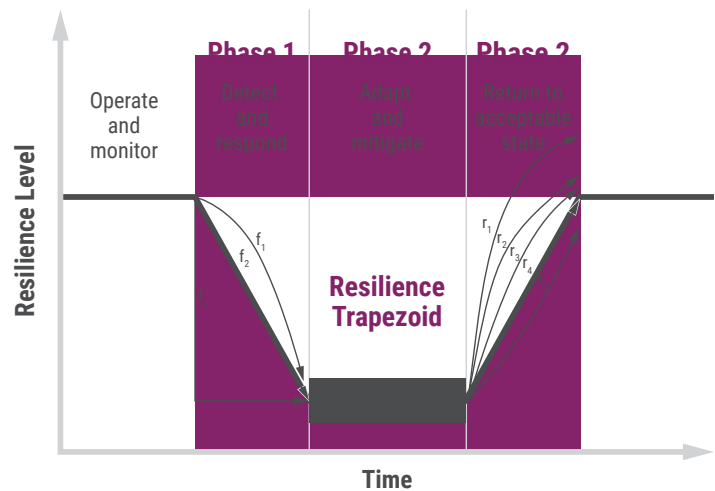 Phase 1
Phase 2
Phase 2
Operate
and
monitor
Detect
and
respond
Adapt
and
mitigate
Return to
acceptable
state
Resilience Level
f1
f2
r1
r2
r3
r4
Resilience
Trapezoid
Time